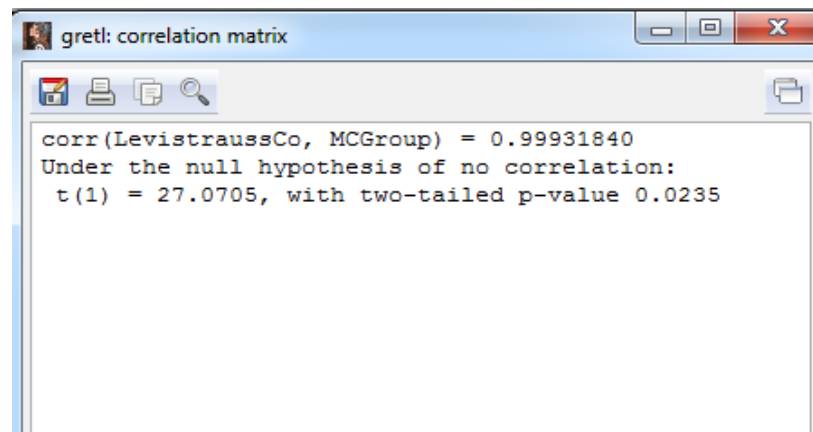 gretl: correlation matrix
corr(LevistraussCo, MCGroup) = 0.99931840
Under the null hypothesis of no correlation:
t(1) = 27.0705, with two-tailed p-value 0.0235